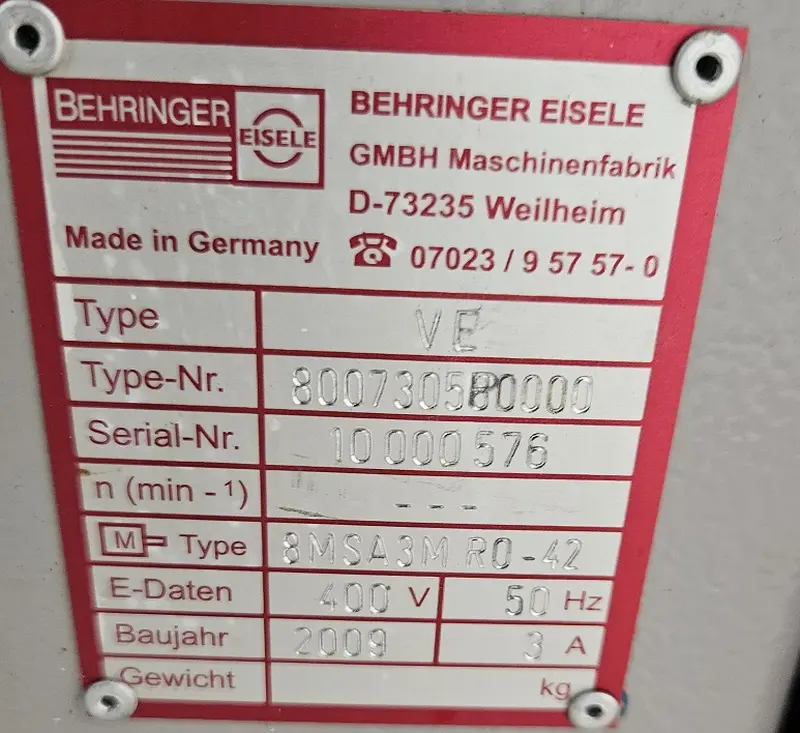 BEHRINGER
EISELE
BEHRINGER EISELE
GMBH Maschinenfabrik
D-73235 Weilheim
Made in Germany
07023 / 9 57 57- 0
Type VE
Type-Nr.
Serial-Nr. 10 000 576
n (min - 1) - - -
M Type 8MSA3M RO-42
E-Daten 400 V 50 Hz
Baujahr 2009 3 A
Gewicht kg